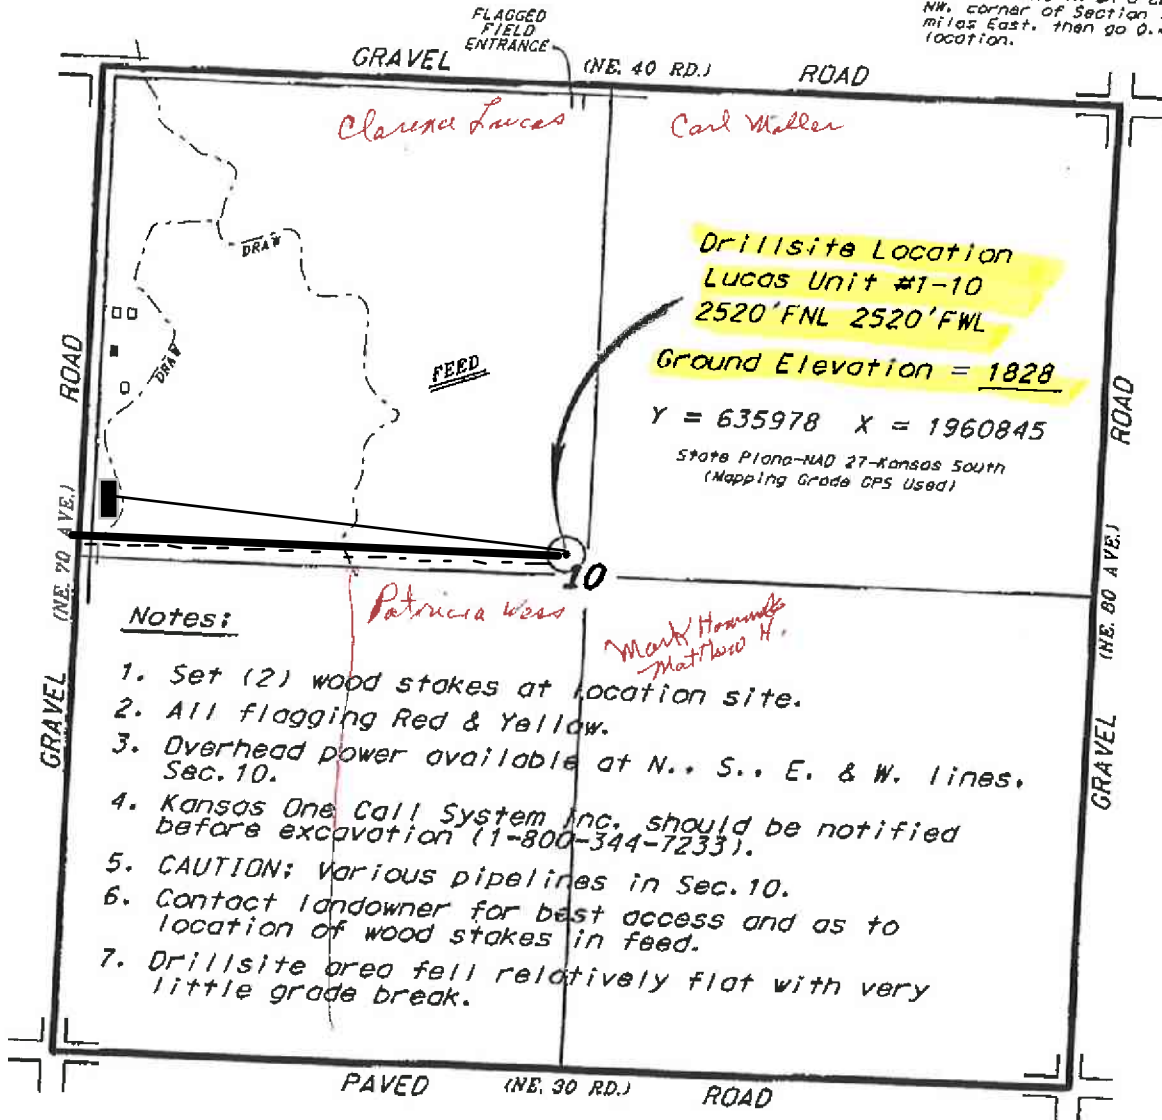 NW. corner of Section
miles East. then go 0.
location.
FLAGGED
FIELD
ENTRANCE
GRAVEL (NE. 40 RD.) ROAD
Clarence Lucas
Carl Moller
DRAW
DRAW
FEED
Drillsite Location
Lucas Unit #1-10
2520'FNL 2520'FWL
Ground Elevation = 1828
Y = 635978 X = 1960845
State Plane-NAD 27-Kansas South
(Mapping Grade GPS Used)
ROAD
(NE. 70 AVE.)
GRAVEL
ROAD
(NE. 80 AVE.)
GRAVEL
10
Patricia
Mark
Matthew H.
Notes:
1. Set (2) wood stakes at location site.
2. All flagging Red & Yellow.
3. Overhead power available at N., S., E. & W. lines,
Sec. 10.
4. Kansas One Call System Inc. should be notified
before excavation (1-800-344-7233).
5. CAUTION: Various pipelines in Sec. 10.
6. Contact landowner for best access and as to
location of wood stakes in feed.
7. Drillsite area fell relatively flat with very
little grade break.
PAVED (NE. 30 RD.) ROAD